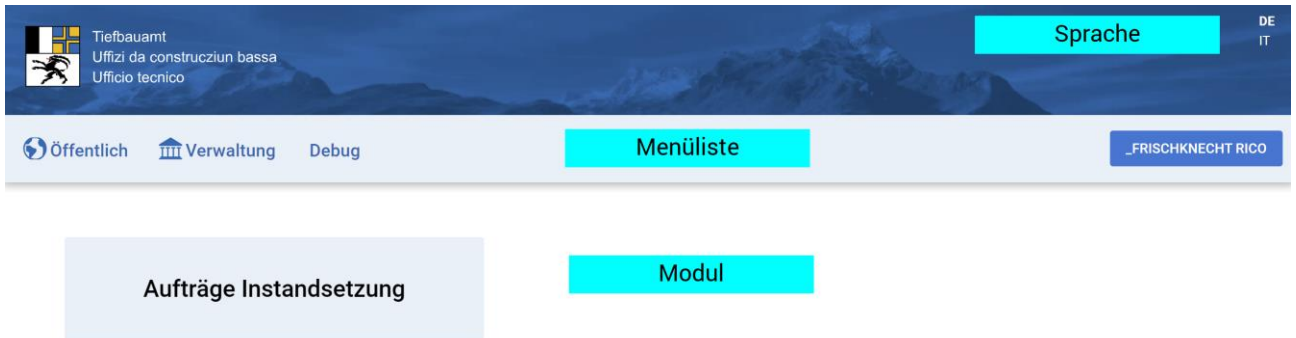 Tiefbauamt
Uffizi da construcziun bassa
Ufficio tecnico
Sprache
DE
IT
Öffentlich Verwaltung Debug
Menüliste
_FRISCHKNECHT RICO
Aufträge Instandsetzung
Modul